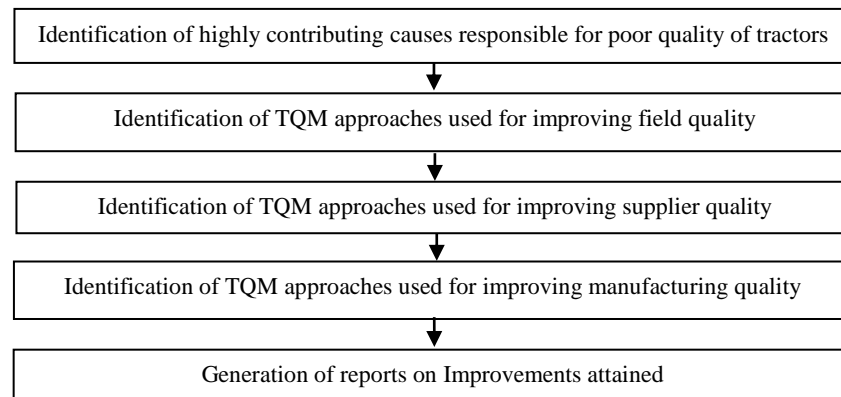 Identification of highly contributing causes responsible for poor quality of tractors
Identification of TQM approaches used for improving field quality
Identification of TQM approaches used for improving supplier quality
Identification of TQM approaches used for improving manufacturing quality
Generation of reports on Improvements attained